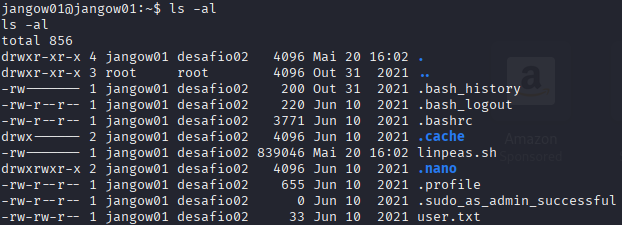 jangow01@jangow01:~$ ls -al
ls -al
total 856
drwxr-xr-x 4 jangow01 desafio02   4096 Mai 20 16:02 .
drwxr-xr-x 3 root     root        4096 Out 31  2021 ..
-rw------- 1 jangow01 desafio02    200 Out 31  2021 .bash_history
-rw-r--r-- 1 jangow01 desafio02    220 Jun 10  2021 .bash_logout
-rw-r--r-- 1 jangow01 desafio02   3771 Jun 10  2021 .bashrc
drwx------ 2 jangow01 desafio02   4096 Jun 10  2021 .cache
-rw------- 1 jangow01 desafio02 839046 Mai 20 16:02 linpeas.sh
drwxrwxr-x 2 jangow01 desafio02   4096 Jun 10  2021 .nano
-rw-r--r-- 1 jangow01 desafio02    655 Jun 10  2021 .profile
-rw-r--r-- 1 jangow01 desafio02      0 Jun 10  2021 .sudo_as_admin_successful
-rw-rw-r-- 1 jangow01 desafio02     33 Jun 10  2021 user.txt
Amazon
Sponsored